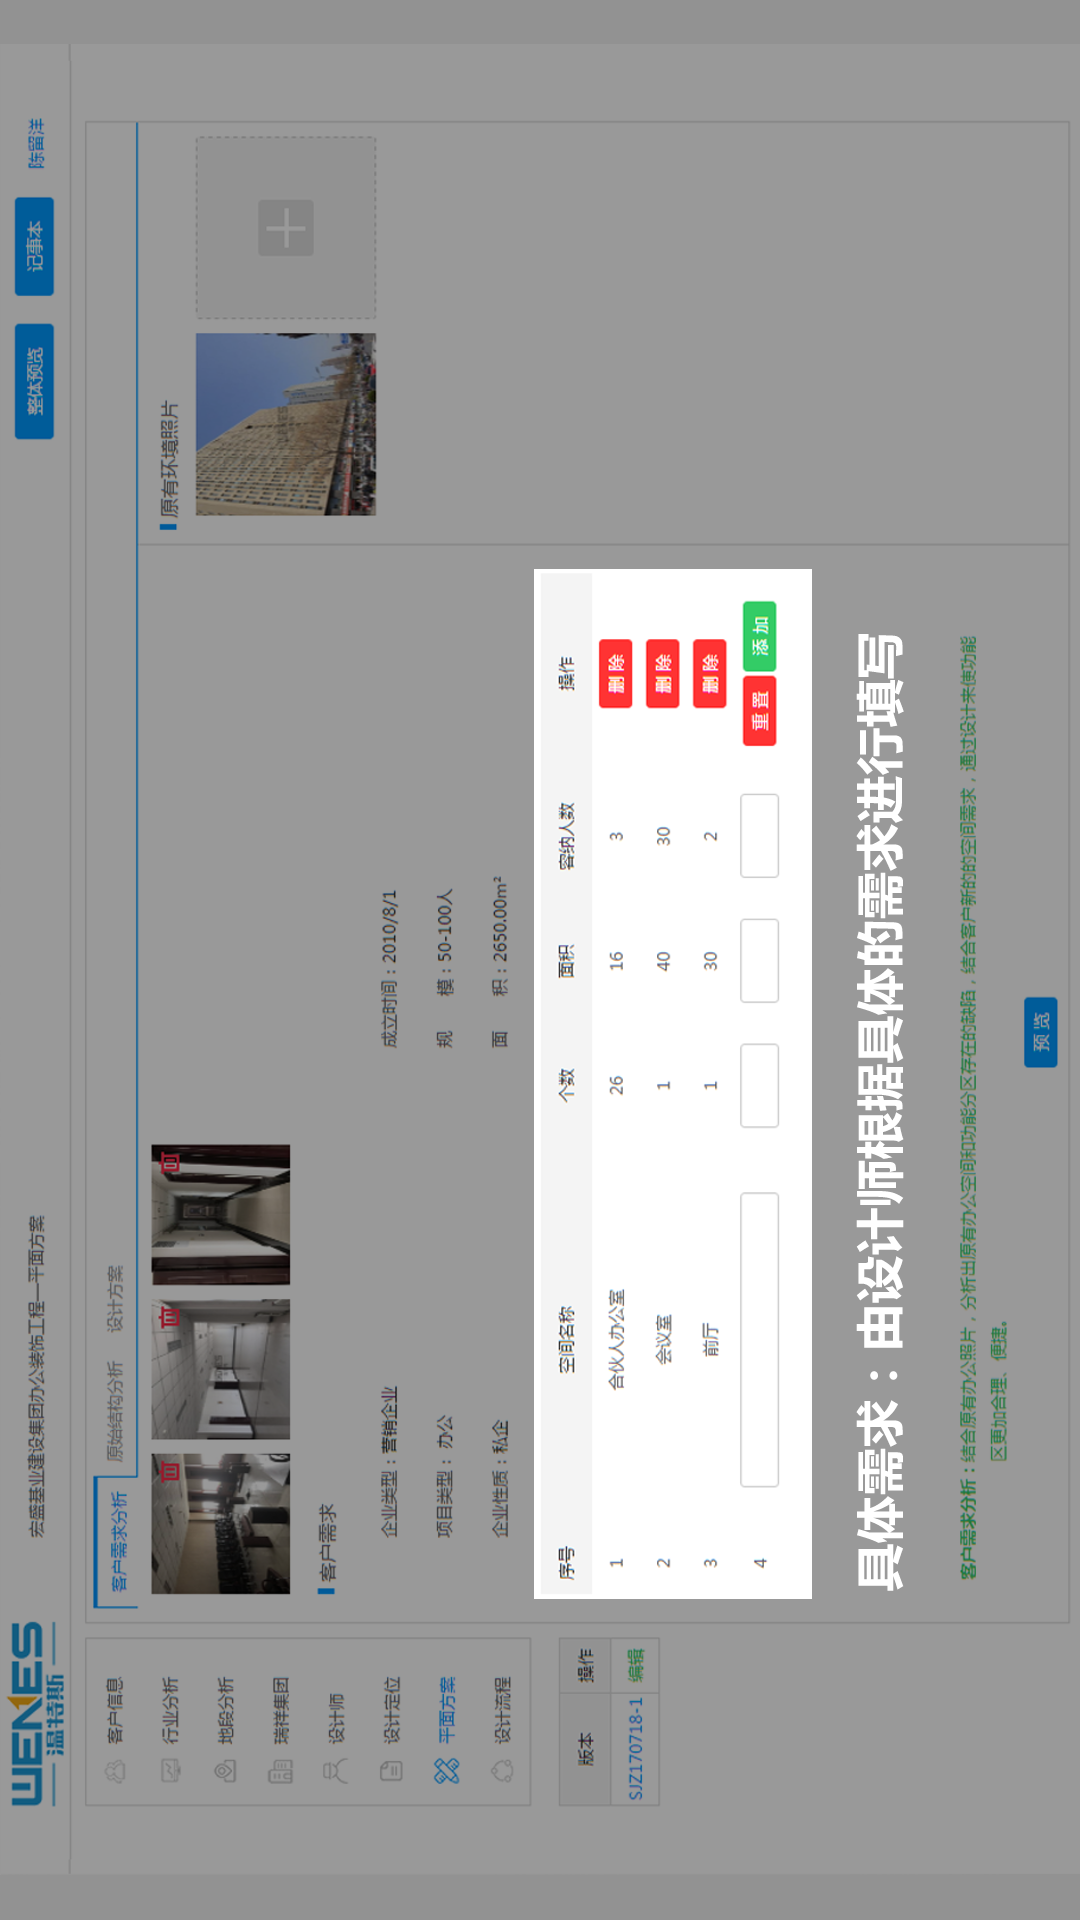 WENES
温特斯
宏盛基业建设集团办公装饰工程—平面方案
整体预览
记事本
陈留洋
客户信息
行业分析
地段分析
瑞祥集团
设计师
设计定位
平面方案
设计流程
版本 操作
SJZ170718-1 编辑
客户需求分析 原始结构分析 设计方案
原有环境照片
客户需求
企业类型：营销企业 成立时间：2010/8/1
项目类型：办公 规 模：50-100人
企业性质：私企 面 积：2650.00m²
序号 空间名称 个数 面积 容纳人数 操作
1 合伙人办公室 26 16 3 删除
2 会议室 1 40 30 删除
3 前厅 1 30 2 删除
4 重置 添加
具体需求：由设计师根据具体的需求进行填写
客户需求分析：结合原有办公照片，分析出原有办公空间和功能分区存在的缺陷，结合客户新的的空间需求，通过设计来使功能
区更加合理、便捷。
预览